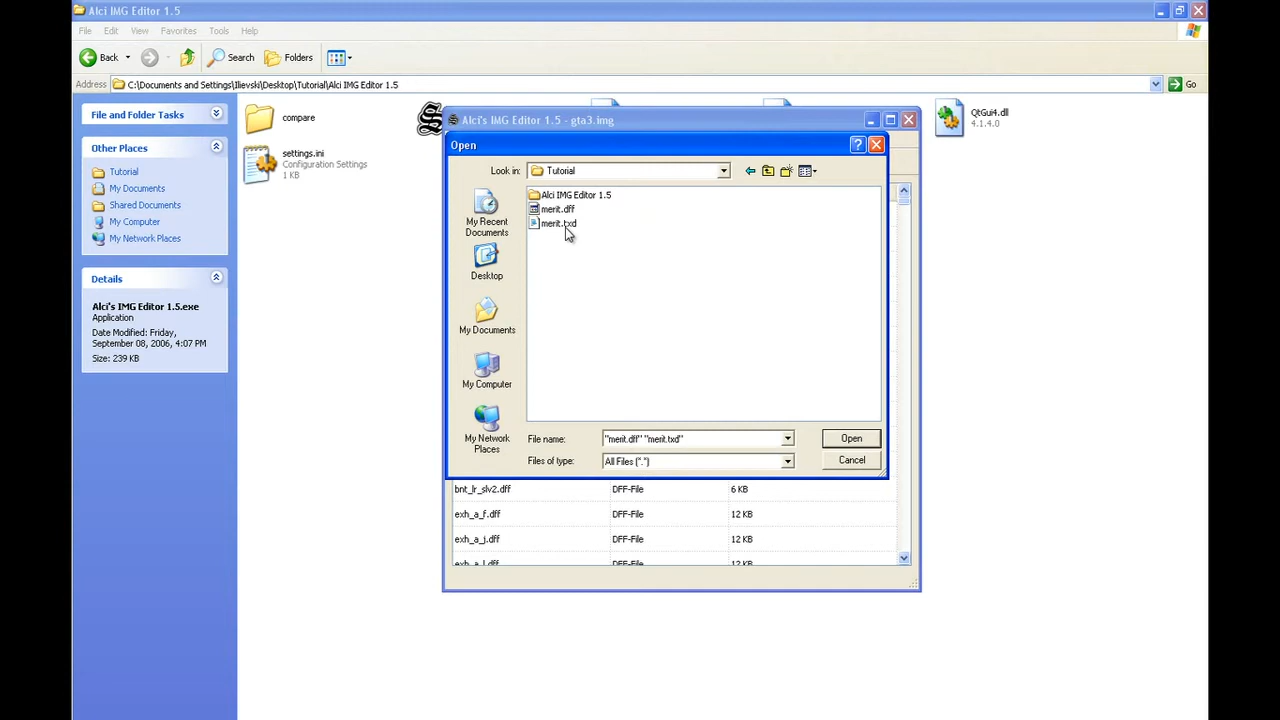 Alci IMG Editor 1.5
File Edit View Favorites Tools Help
Back Search Folders
Address C:\Documents and Settings\Ilievski\Desktop\Tutorial\Alci IMG Editor 1.5 Go
File and Folder Tasks
Other Places
Tutorial
My Documents
Shared Documents
My Computer
My Network Places
Details
Alci's IMG Editor 1.5.exe
Application
Date Modified: Friday,
September 08, 2006, 4:07 PM
Size: 239 KB
compare
settings.ini
Configuration Settings
1 KB
QtGui4.dll
4.1.4.0
Alci's IMG Editor 1.5 - gta3.img
Open
Look in: Tutorial
My Recent
Documents
Desktop
My Documents
My Computer
My Network
Places
Alci IMG Editor 1.5
merit.dff
merit.txd
File name: "merit.dff" "merit.txd" Open
Files of type: All Files (*.*) Cancel
bnt_lr_slv2.dff DFF-File 6 KB
exh_a_f.dff DFF-File 12 KB
exh_a_j.dff DFF-File 12 KB
exh_a_l.dff DFF-File 12 KB